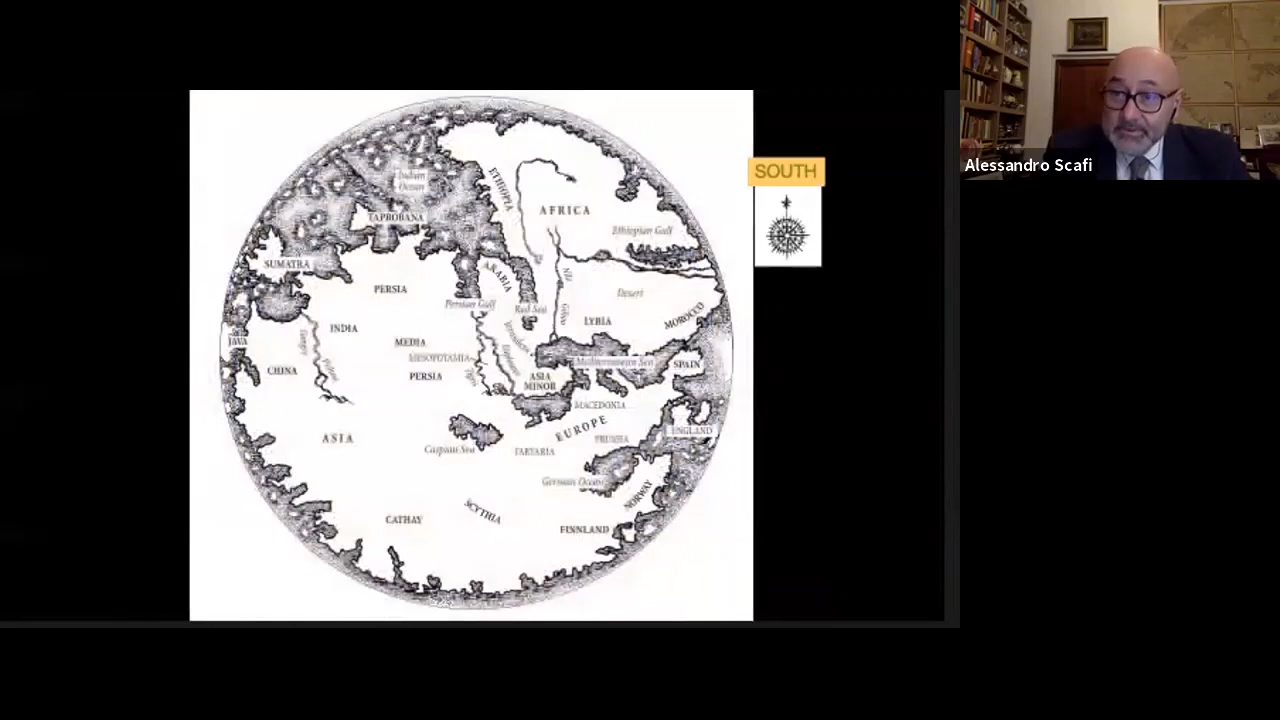 Alessandro Scafi
SOUTH
Indian
Ocean
ETHIOPIA
AFRICA
TAPROBANA
Ethiopian Gulf
SUMATRA
ARABIA
PERSIA
Desert
Persian Gulf
Red Sea
Nile
MOROCCO
LYBIA
INDIA
JAVA
MEDIA
MESOPOTAMIA
Mediterranean Sea
SPAIN
CHINA
PERSIA
ASIA
MINOR
MACEDONIA
EUROPE
ENGLAND
ASIA
Caspian Sea
TARTARIA
German Ocean
NORWAY
SCYTHIA
CATHAY
FINNLAND